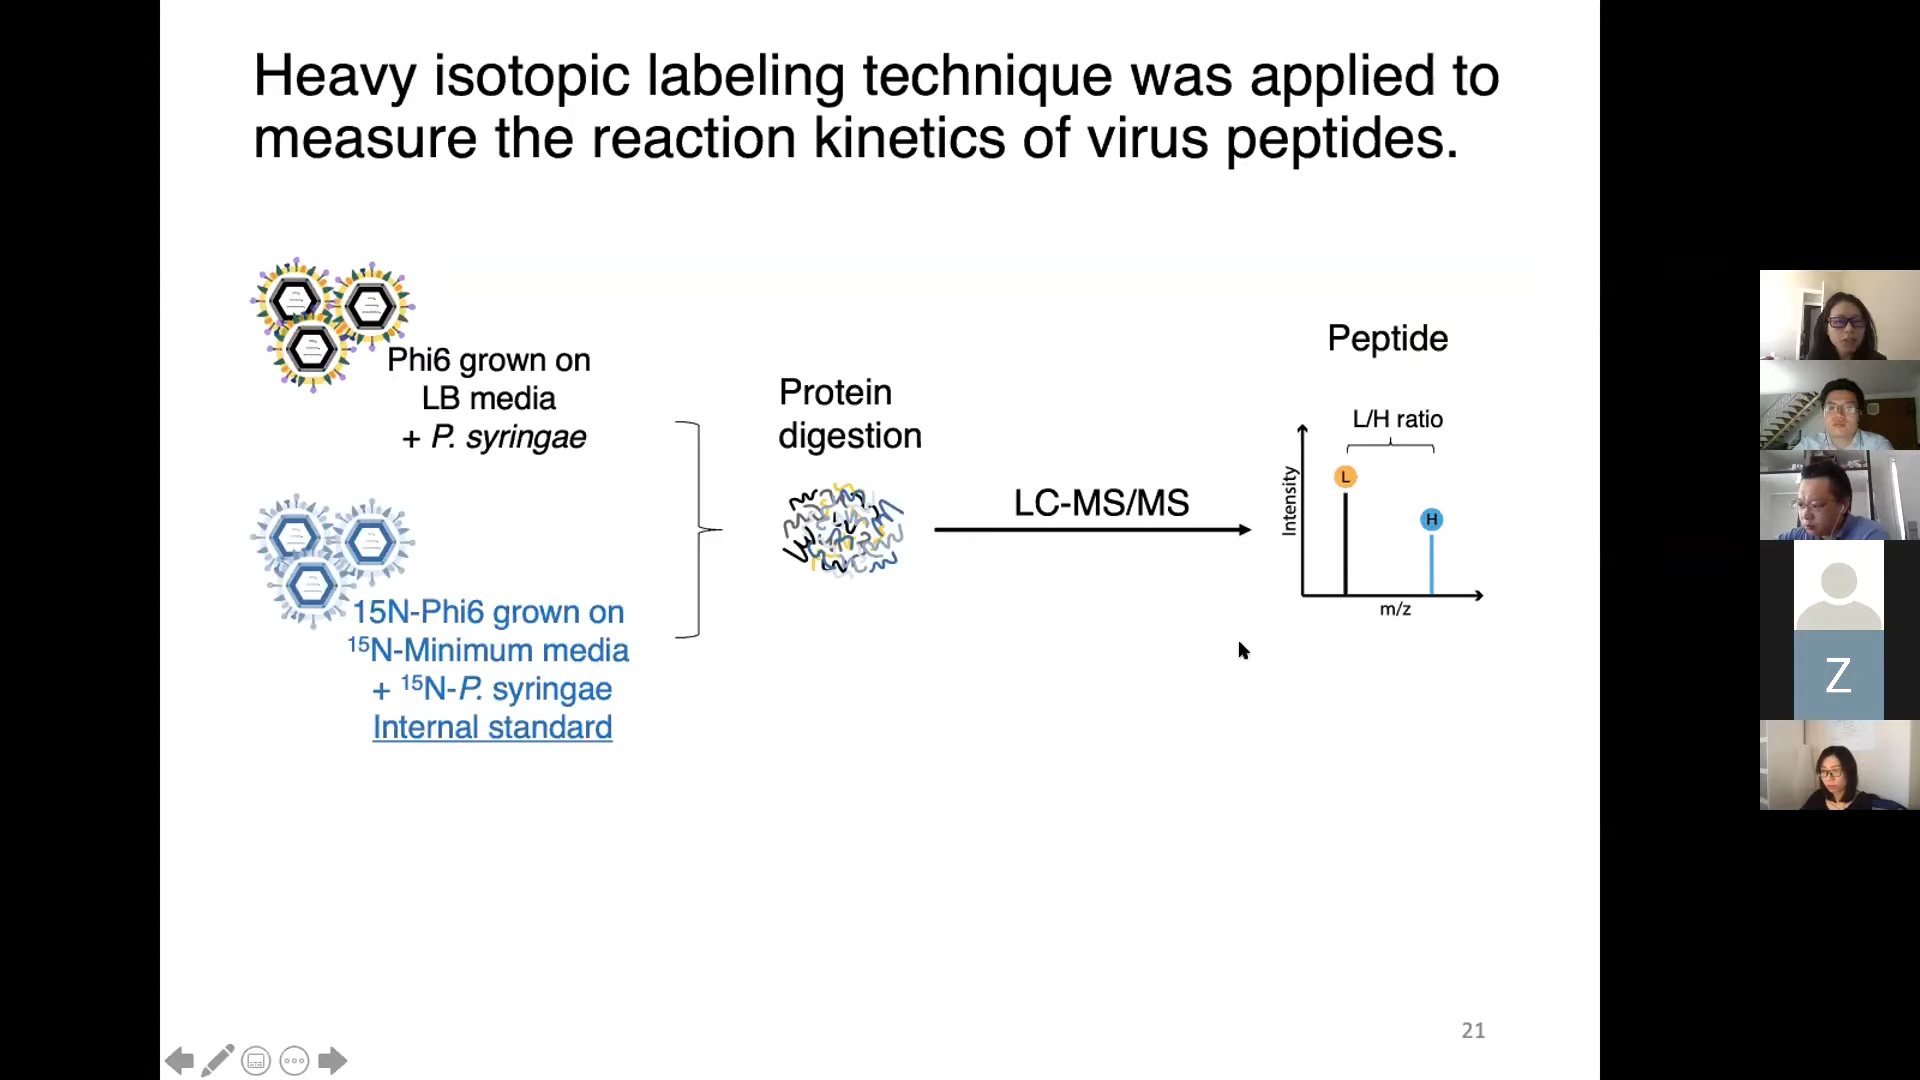 Heavy isotopic labeling technique was applied to
measure the reaction kinetics of virus peptides.
Phi6 grown on
LB media
+ P. syringae
15N-Phi6 grown on
¹⁵N-Minimum media
+ ¹⁵N-P. syringae
Internal standard
Protein
digestion
LC-MS/MS
Peptide
L/H ratio
L
H
Intensity
m/z
Z
21